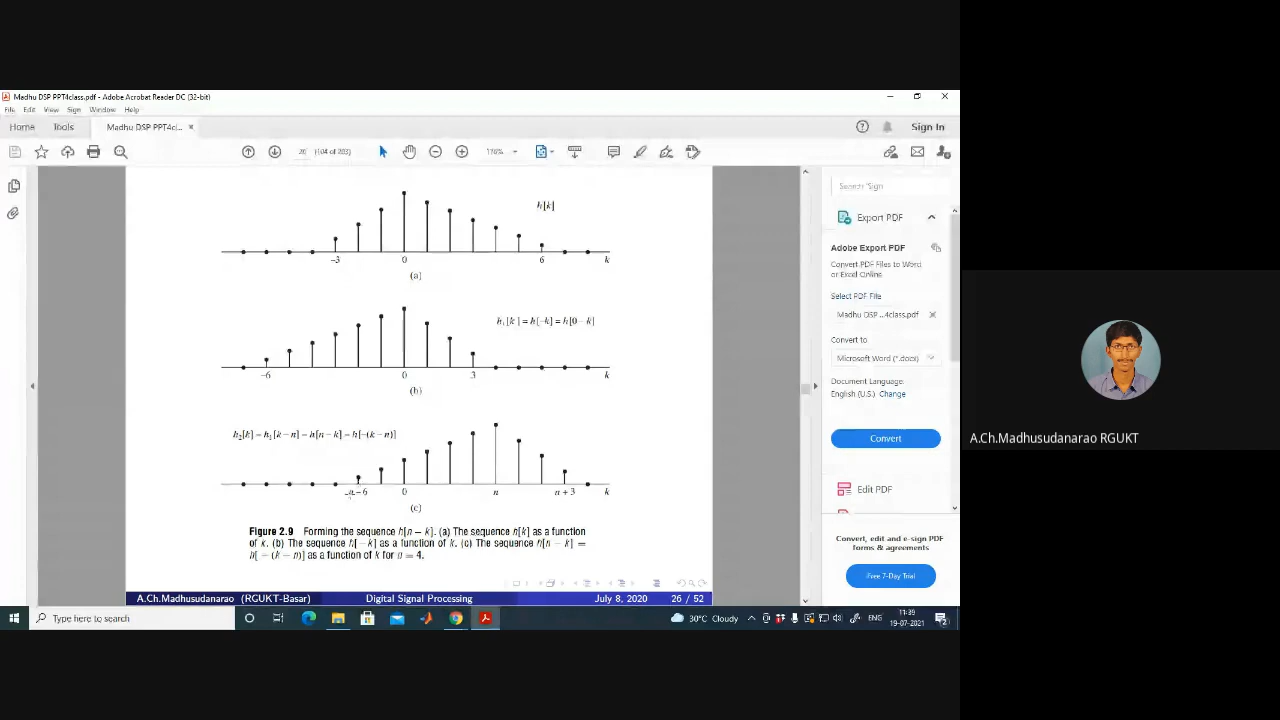 Madhu DSP PPT4class.pdf - Adobe Acrobat Reader DC (32-bit)
File Edit View Sign Window Help
Home Tools Madhu DSP PPT4cl... × Sign In
26 (104 of 203) 176%
h[k]
–3 0 6 k
(a)
h₁[k] = h[–k] = h[0 – k]
–6 0 3 k
(b)
h₂[k] = h₁[k – n] = h[n – k] = h[–(k – n)]
n – 6 0 n n + 3 k
(c)
Figure 2.9 Forming the sequence h[n – k]. (a) The sequence h[k] as a function
of k. (b) The sequence h[–k] as a function of k. (c) The sequence h[n – k] =
h[ – (k – n)] as a function of k for n = 4.
A.Ch.Madhusudanarao (RGUKT-Basar) Digital Signal Processing July 8, 2020 26 / 52
Search 'Sign
Export PDF
Adobe Export PDF
Convert PDF Files to Word
or Excel Online
Select PDF File
Madhu DSP ...4class.pdf
Convert to
Microsoft Word (*.docx)
Document Language:
English (U.S.) Change
Convert
Edit PDF
Convert, edit and e-sign PDF
forms & agreements
Free 7-Day Trial
Type here to search
30°C Cloudy ENG
11:39
19-07-2021
2
A.Ch.Madhusudanarao RGUKT